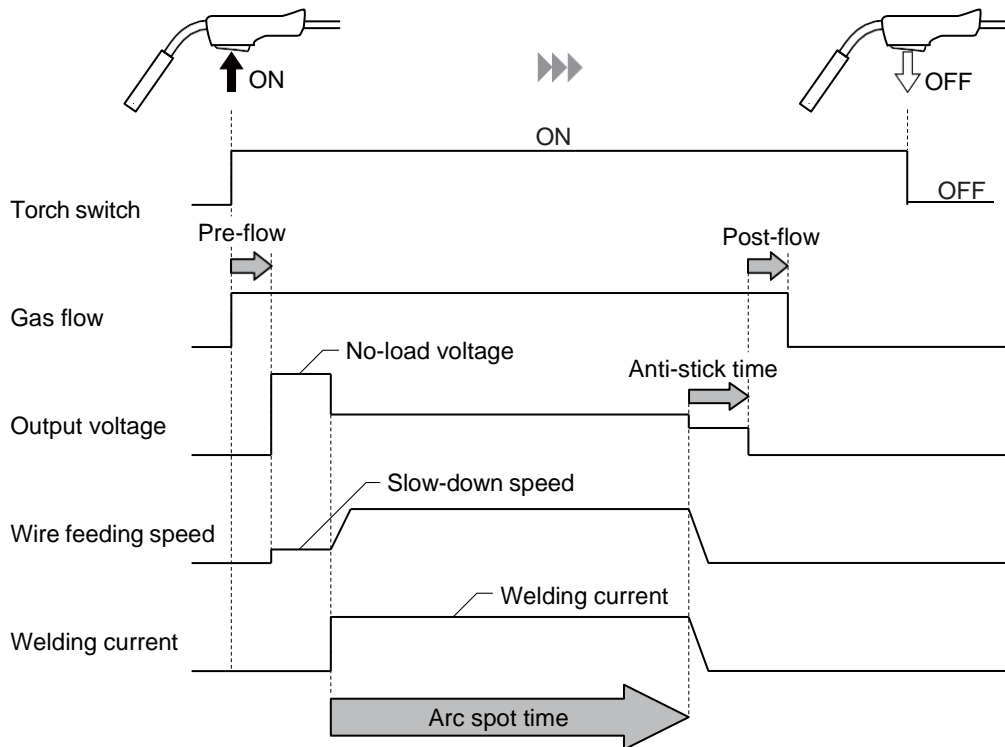 ON
OFF
ON
Torch switch
OFF
Pre-flow
Post-flow
Gas flow
No-load voltage
Anti-stick time
Output voltage
Slow-down speed
Wire feeding speed
Welding current
Welding current
Arc spot time